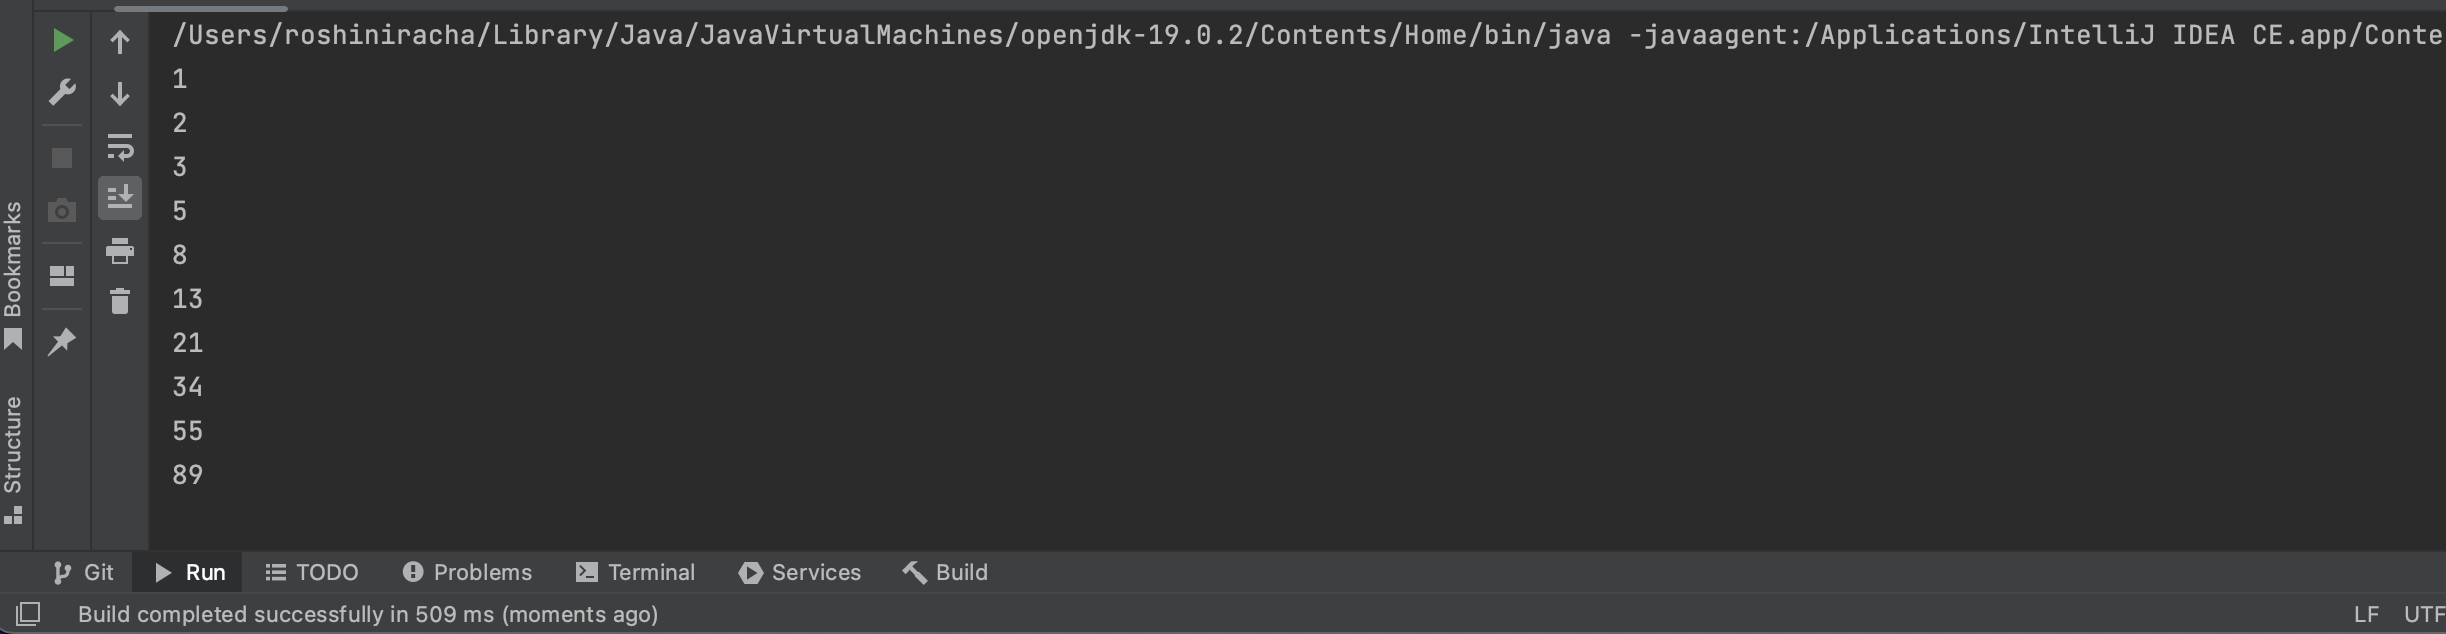 /Users/roshiniracha/Library/Java/JavaVirtualMachines/openjdk-19.0.2/Contents/Home/bin/java -javaagent:/Applications/IntelliJ IDEA CE.app/Conte
1
2
3
5
8
13
21
34
55
89
Bookmarks
Structure
Git Run TODO Problems Terminal Services Build
Build completed successfully in 509 ms (moments ago) LF UTF